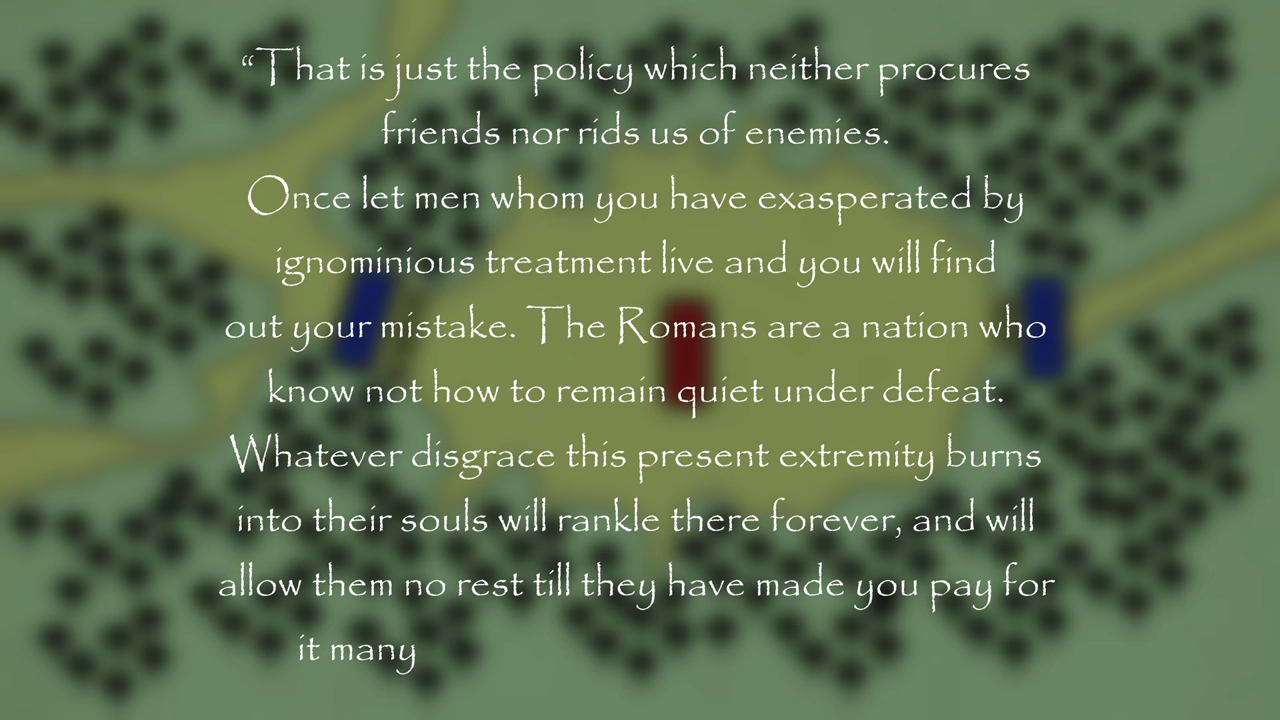 “That is just the policy which neither procures
friends nor rids us of enemies.
Once let men whom you have exasperated by
ignominious treatment live and you will find
out your mistake. The Romans are a nation who
know not how to remain quiet under defeat.
Whatever disgrace this present extremity burns
into their souls will rankle there forever, and will
allow them no rest till they have made you pay for
it many